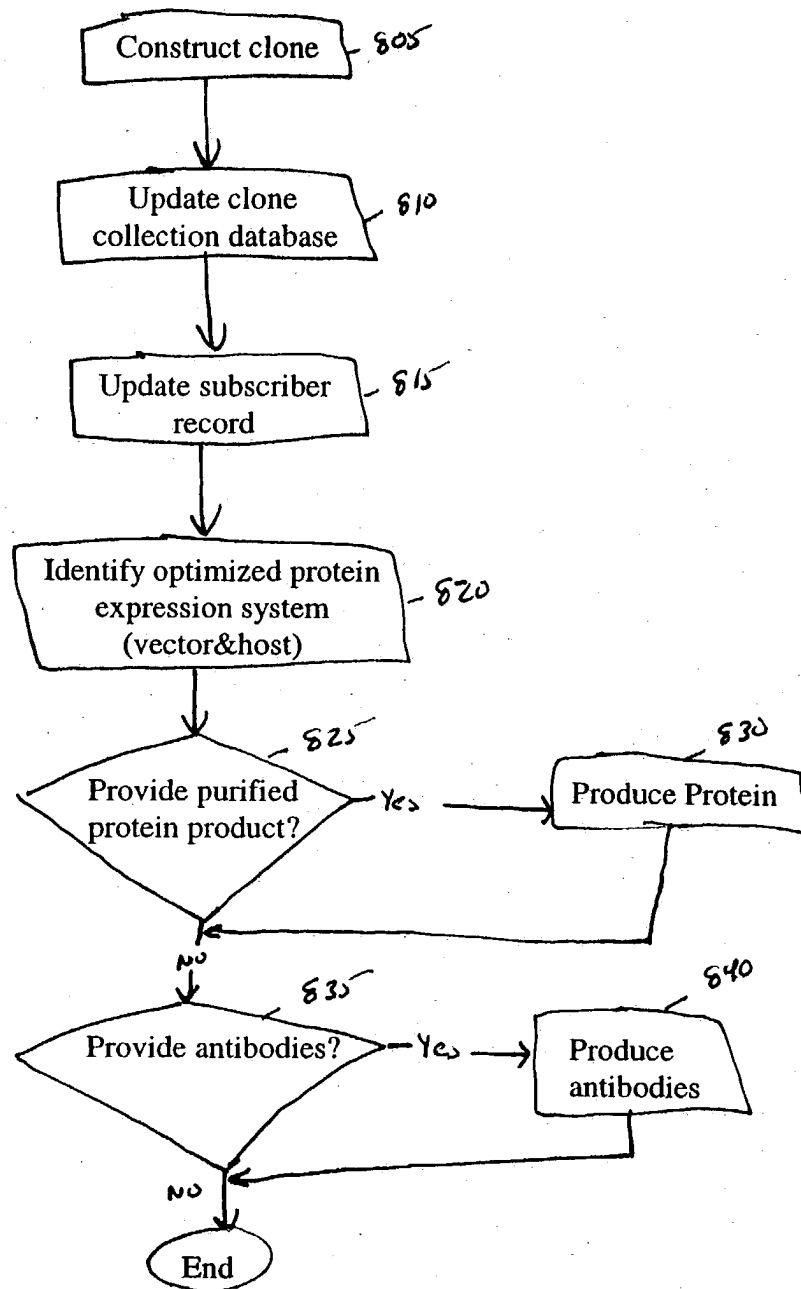 Construct clone
805
Update clone
collection database
810
Update subscriber
record
815
Identify optimized protein
expression system
(vector&host)
820
825
Provide purified
protein product?
Yes
830
Produce Protein
NO
835
Provide antibodies?
Yes
840
Produce
antibodies
NO
End